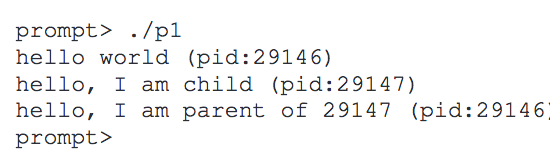 prompt> ./p1
hello world (pid:29146)
hello, I am child (pid:29147)
hello, I am parent of 29147 (pid:29146)
prompt>